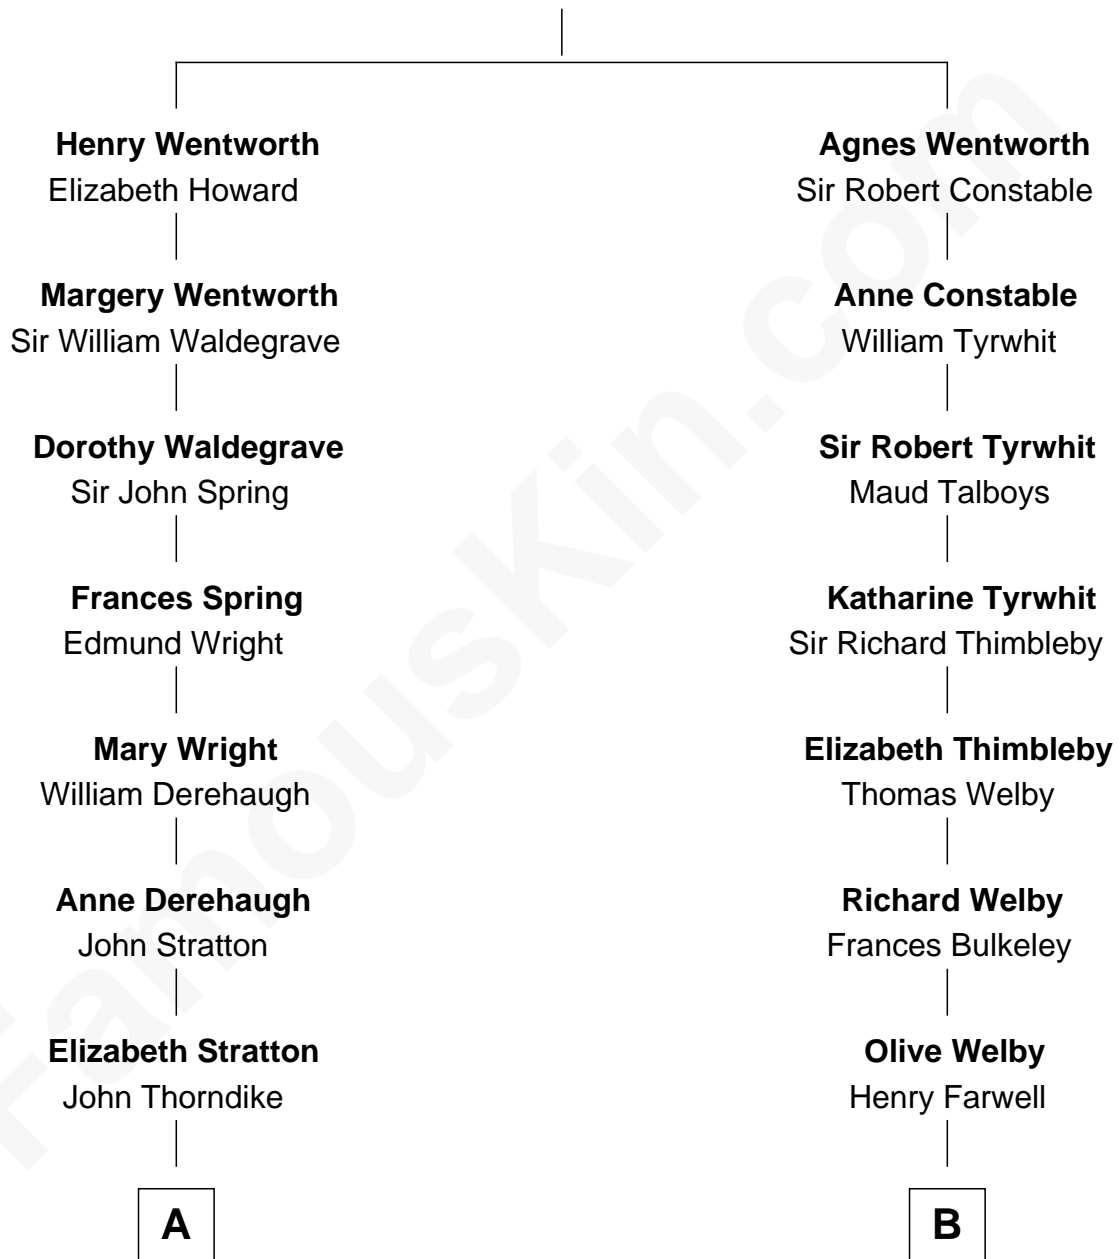 Henry Wentworth
Elizabeth Howard
Margery Wentworth
Sir William Waldegrave
Dorothy Waldegrave
Sir John Spring
Frances Spring
Edmund Wright
Mary Wright
William Derehaugh
Anne Derehaugh
John Stratton
Elizabeth Stratton
John Thorndike
A
Agnes Wentworth
Sir Robert Constable
Anne Constable
William Tyrwhit
Sir Robert Tyrwhit
Maud Talboys
Katharine Tyrwhit
Sir Richard Thimbleby
Elizabeth Thimbleby
Thomas Welby
Richard Welby
Frances Bulkeley
Olive Welby
Henry Farwell
B
FamousKin.com